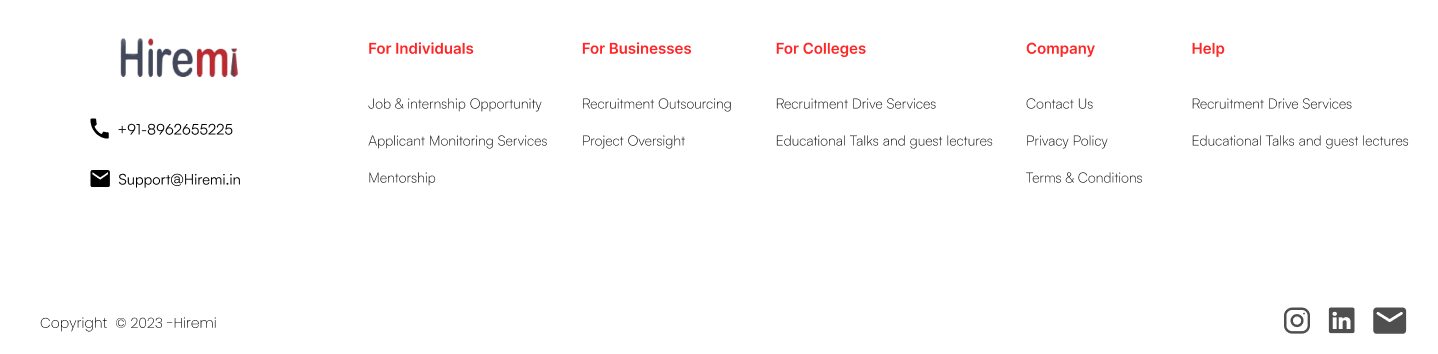 Hiremi
+91-8962655225
Support@Hiremi.in
For Individuals
Job & internship Opportunity
Applicant Monitoring Services
Mentorship
For Businesses
Recruitment Outsourcing
Project Oversight
For Colleges
Recruitment Drive Services
Educational Talks and guest lectures
Company
Contact Us
Privacy Policy
Terms & Conditions
Help
Recruitment Drive Services
Educational Talks and guest lectures
Copyright © 2023 -Hiremi
in